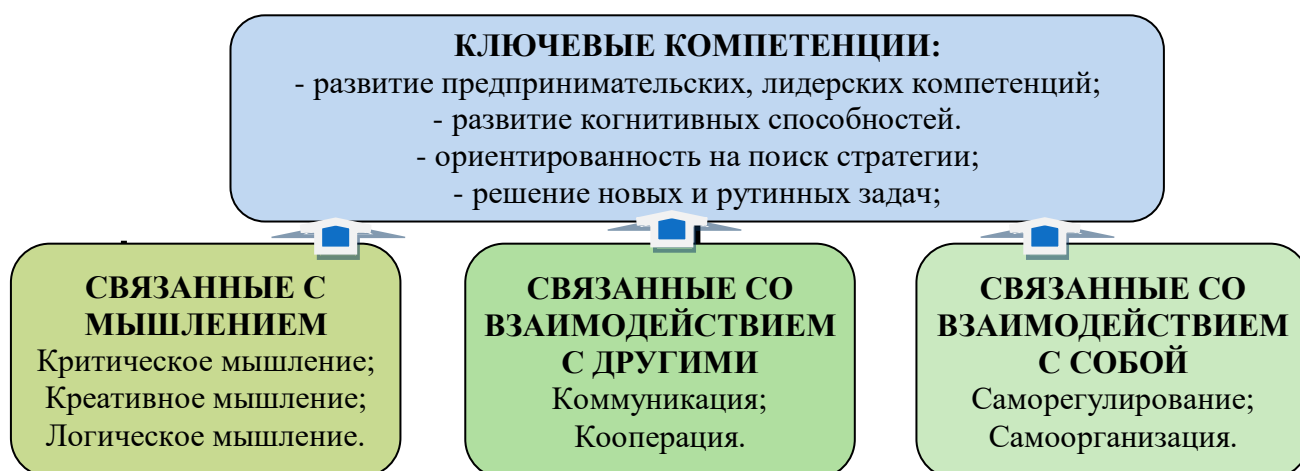 КЛЮЧЕВЫЕ КОМПЕТЕНЦИИ:
- развитие предпринимательских, лидерских компетенций;
- развитие когнитивных способностей.
- ориентированность на поиск стратегии;
- решение новых и рутинных задач;
СВЯЗАННЫЕ С
МЫШЛЕНИЕМ
Критическое мышление;
Креативное мышление;
Логическое мышление.
СВЯЗАННЫЕ СО
ВЗАИМОДЕЙСТВИЕМ
С ДРУГИМИ
Коммуникация;
Кооперация.
СВЯЗАННЫЕ СО
ВЗАИМОДЕЙСТВИЕМ
С СОБОЙ
Саморегулирование;
Самоорганизация.